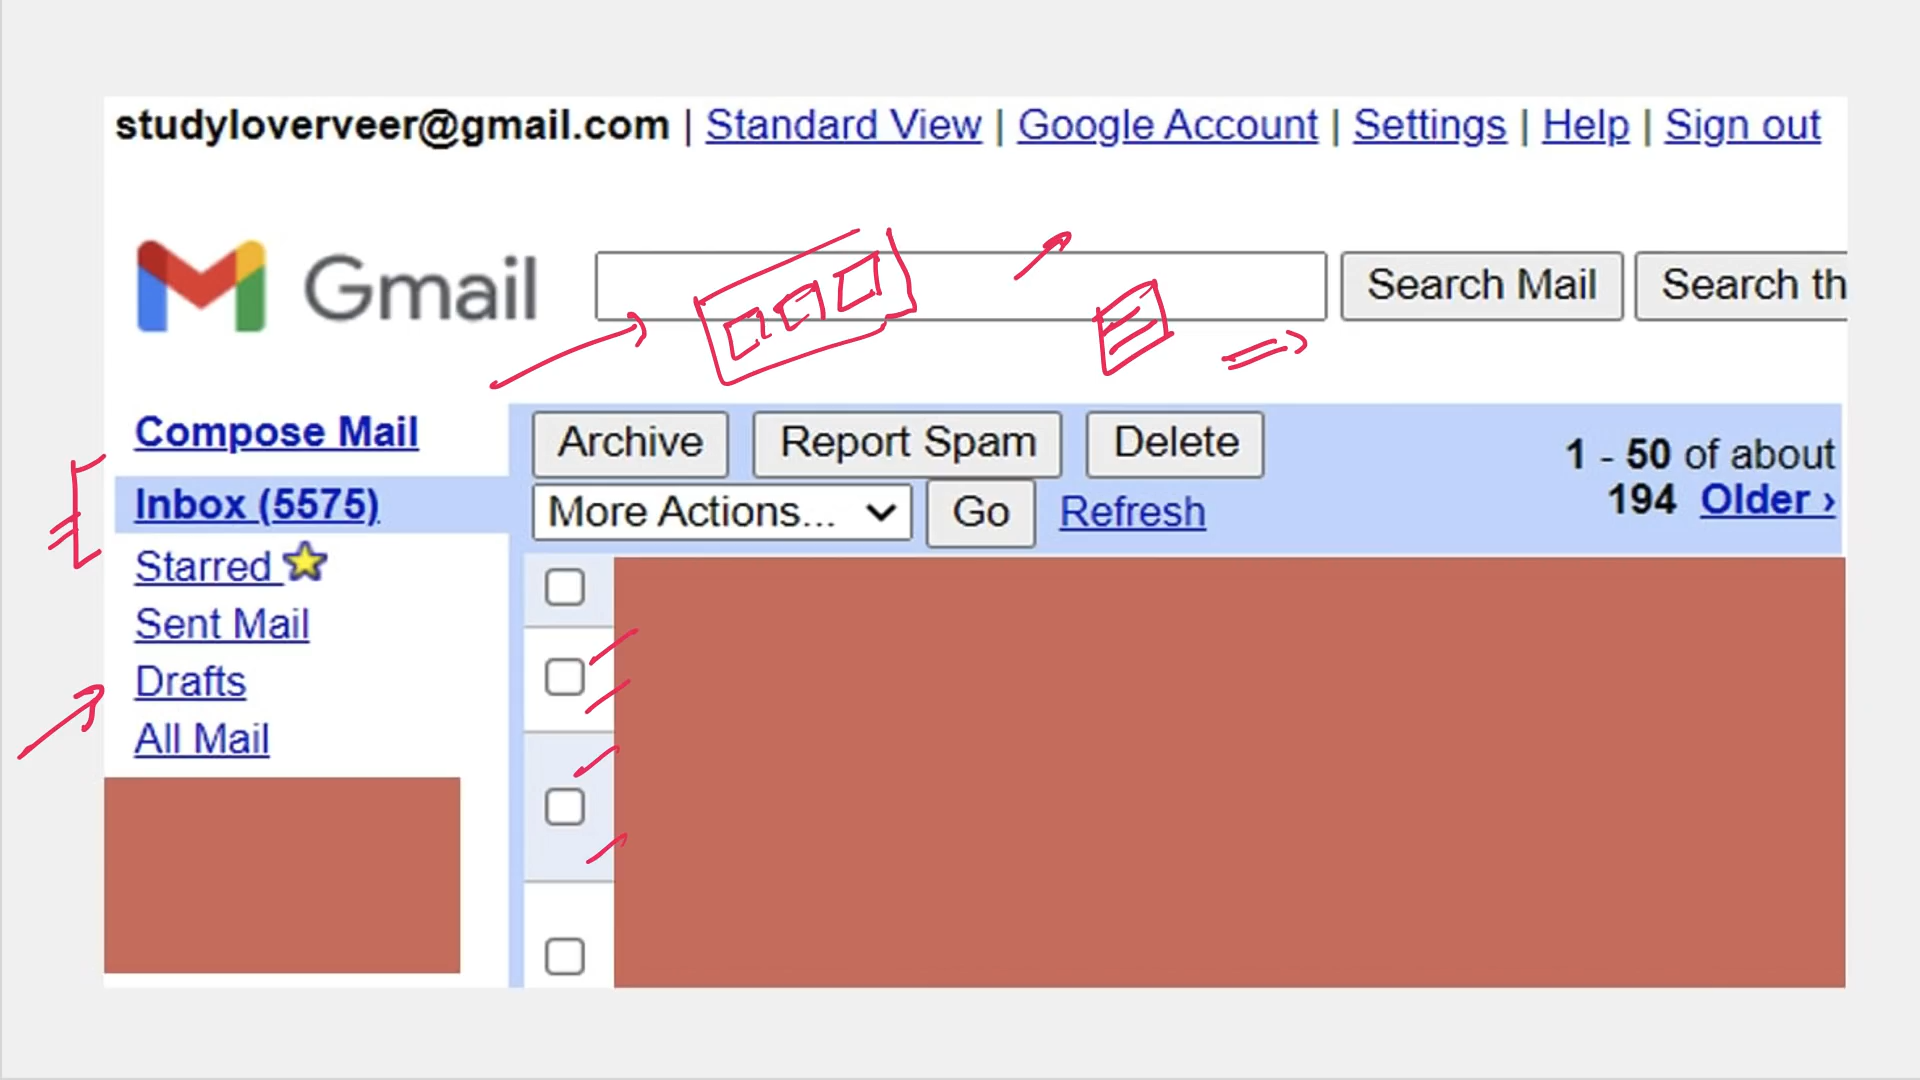 studyloverveer@gmail.com | Standard View | Google Account | Settings | Help | Sign out
Gmail
Search Mail
Search th
Compose Mail
Inbox (5575)
Starred
Sent Mail
Drafts
All Mail
Archive Report Spam Delete
More Actions... Go Refresh
1 - 50 of about
194 Older ›